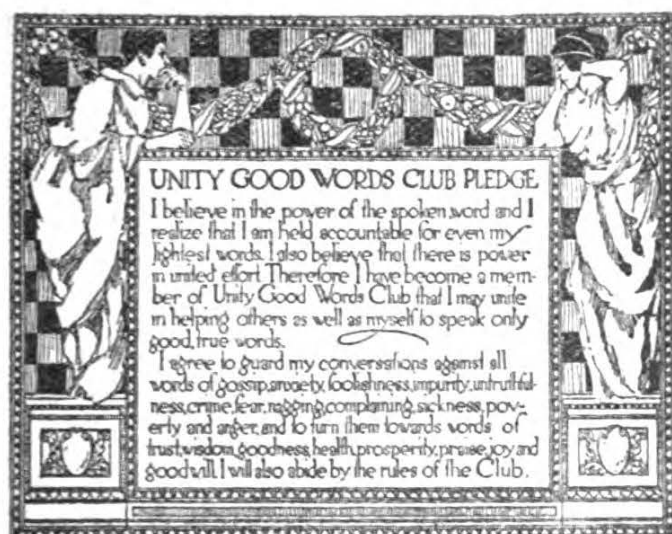 UNITY GOOD WORDS CLUB PLEDGE
I believe in the power of the spoken word and I
realize that I am held accountable for even my
lightest words. I also believe that there is power
in united effort. Therefore I have become a mem-
ber of Unity Good Words Club that I may unite
in helping others as well as myself to speak only
good, true words.
I agree to guard my conversations against all
words of gossip, anxiety, foolishness, impurity, untruthful-
ness, crime, fear, nagging, complaining, sickness, pov-
erty and anger, and to turn them towards words of
trust, wisdom, goodness, health, prosperity, praise, joy and
good will. I will also abide by the rules of the Club.